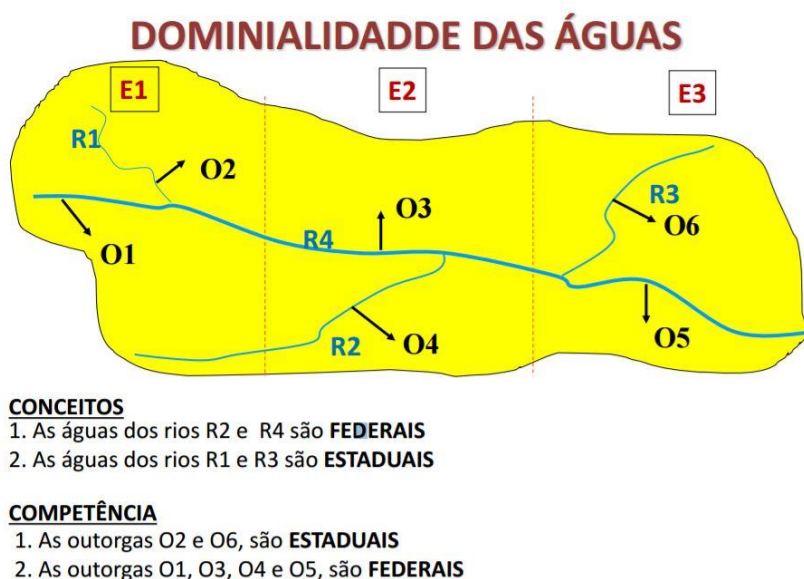 DOMINIALIDADDE DAS ÁGUAS
E1
E2
E3
R1
O2
R3
O3
O6
R4
O1
R2
O4
O5
CONCEITOS
1. As águas dos rios R2 e R4 são FEDERAIS
2. As águas dos rios R1 e R3 são ESTADUAIS
COMPETÊNCIA
1. As outorgas O2 e O6, são ESTADUAIS
2. As outorgas O1, O3, O4 e O5, são FEDERAIS